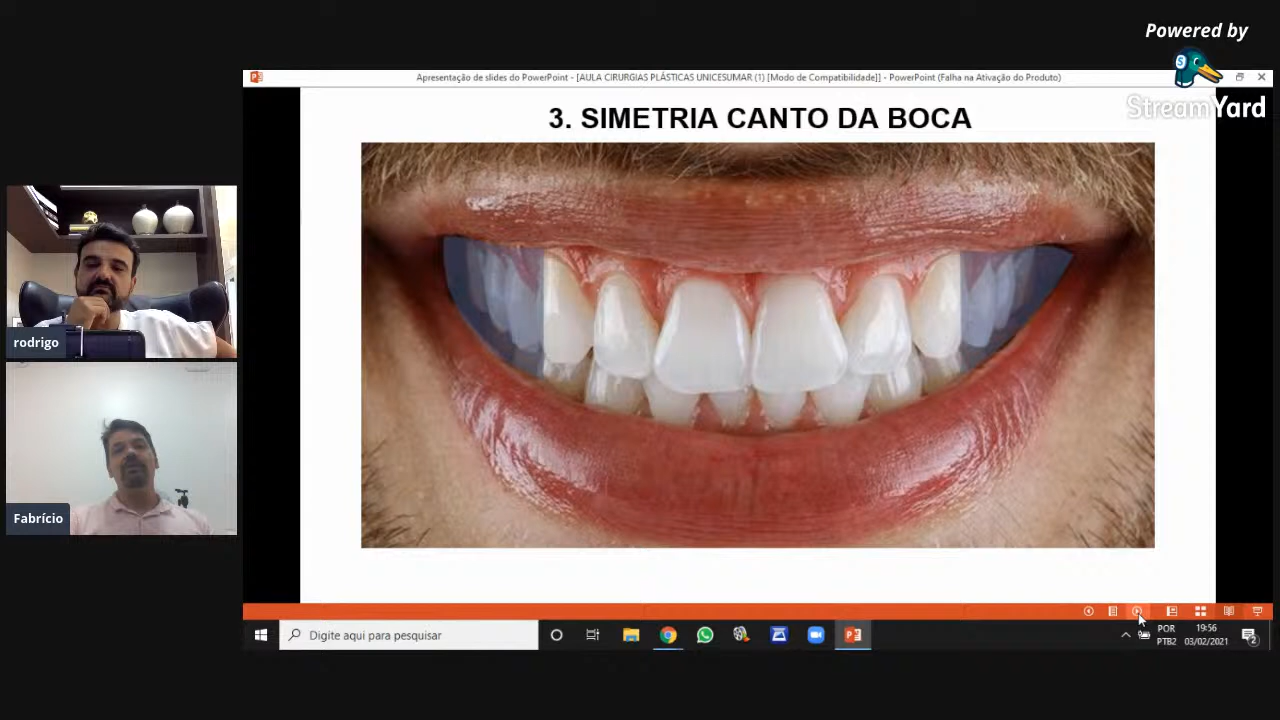 Powered by
StreamYard
Apresentação de slides do PowerPoint - [AULA CIRURGIAS PLÁSTICAS UNICESUMAR (1) [Modo de Compatibilidade]] - PowerPoint (Falha na Ativação do Produto)
3. SIMETRIA CANTO DA BOCA
rodrigo
Fabrício
Digite aqui para pesquisar
POR
PTB2
19:56
03/02/2021
2